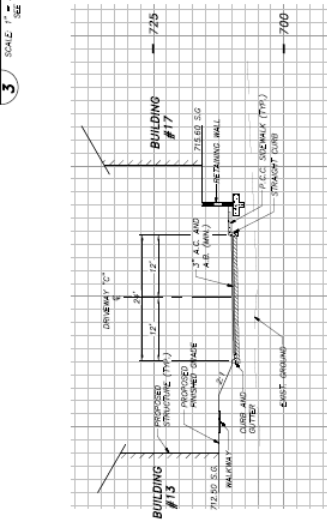 3
SCALE: 1" =
SEE
725
700
BUILDING
#17
715.60 S.G
RETAINING WALL
P.C.C. SIDEWALK (TYP.)
STRAIGHT CURB
3" A.C. AND
A.B. (MIN.)
DRIVEWAY "C"
24'
12'
12'
PROPOSED
STRUCTURE (TYP.)
PROPOSED
FINISHED GRADE
2:1
EXIST. GROUND
CURB AND
GUTTER
WALKWAY
BUILDING
#13
712.50 S.G.